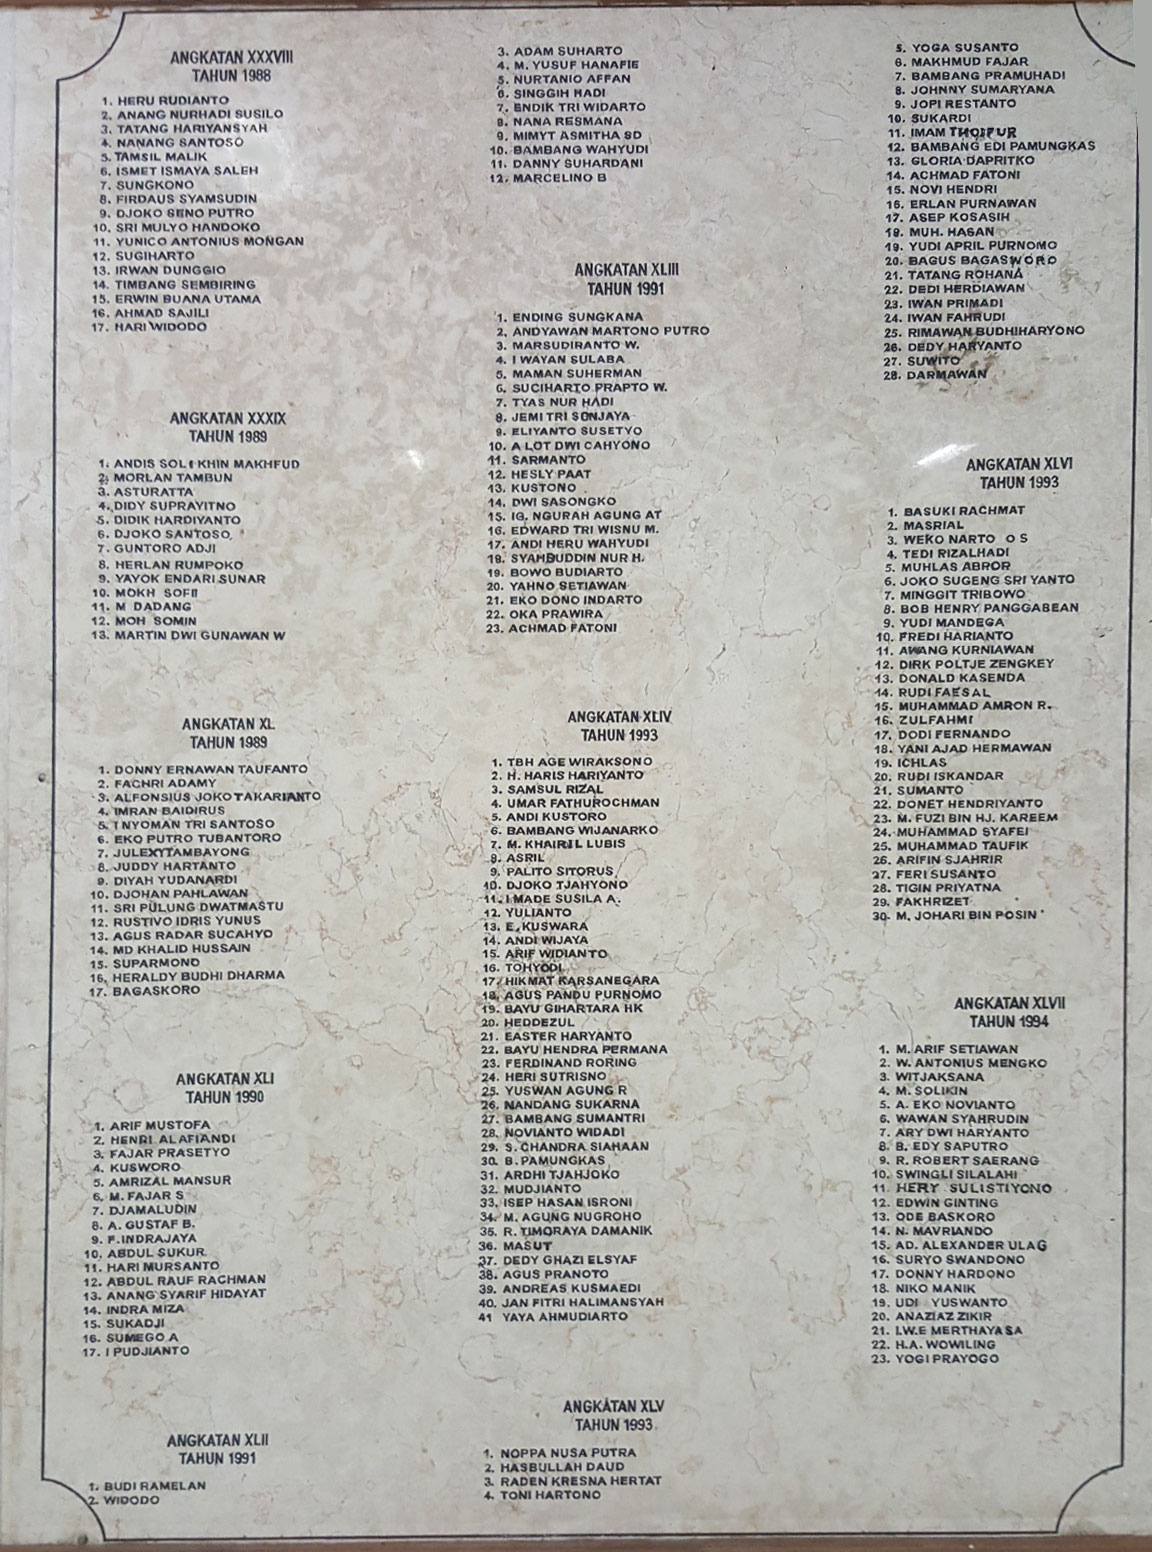 ANGKATAN XXXVIII
TAHUN 1988
1. HERU RUDIANTO
2. ANANG NURHADI SUSILO
3. TATANG HARIYANSYAH
4. NANANG SANTOSO
5. TAMSIL MALIK
6. ISMET ISMAYA SALEH
7. SUNGKONO
8. FIRDAUS SYAMSUDIN
9. DJOKO SENO PUTRO
10. SRI MULYO HANDOKO
11. YUNICO ANTONIUS MONGAN
12. SUGIHARTO
13. IRWAN DUNGGIO
14. TIMBANG SEMBIRING
15. ERWIN BUANA UTAMA
16. AHMAD SAJILI
17. HARI WIDODO
ANGKATAN XXXIX
TAHUN 1989
1. ANDIS SOLIKHIN MAKHFUD
2. MORLAN TAMBUN
3. ASTURATTA
4. DIDY SUPRAYITNO
5. DIDIK HARDIYANTO
6. DJOKO SANTOSO
7. GUNTORO ADJI
8. HERLAN RUMPOKO
9. YAYOK ENDARI SUNAR
10. MOKH SOFII
11. M DADANG
12. MOH SOMIN
13. MARTIN DWI GUNAWAN W
ANGKATAN XL
TAHUN 1989
1. DONNY ERNAWAN TAUFANTO
2. FACHRI ADAMY
3. ALFONSIUS JOKO TAKARIANTO
4. IMRAN BAIDIRUS
5. I NYOMAN TRI SANTOSO
6. EKO PUTRO TUBANTORO
7. JULEXYTAMBAYONG
8. JUDDY HARTANTO
9. DIYAH YUDANARDI
10. DJOHAN PAHLAWAN
11. SRI PULUNG DWATMASTU
12. RUSTIVO IDRIS YUNUS
13. AGUS RADAR SUCAHYO
14. MD KHALID HUSSAIN
15. SUPARMONO
16. HERALDY BUDHI DHARMA
17. BAGASKORO
ANGKATAN XLI
TAHUN 1990
1. ARIF MUSTOFA
2. HENRI ALAFIANDI
3. FAJAR PRASETYO
4. KUSWORO
5. AMRIZAL MANSUR
6. M. FAJAR S
7. DJAMALUDIN
8. A. GUSTAF B.
9. F.INDRAJAYA
10. ABDUL SUKUR
11. HARI MURSANTO
12. ABDUL RAUF RACHMAN
13. ANANG SYARIF HIDAYAT
14. INDRA MIZA
15. SUKADJI
16. SUMEGO A
17. I PUDJIANTO
ANGKATAN XLII
TAHUN 1991
1. BUDI RAMELAN
2. WIDODO
3. ADAM SUHARTO
4. M. YUSUF HANAFIE
5. NURTANIO AFFAN
6. SINGGIH HADI
7. ENDIK TRI WIDARTO
8. NANA RESMANA
9. MIMYT ASMITHA SD
10. BAMBANG WAHYUDI
11. DANNY SUHARDANI
12. MARCELINO B
ANGKATAN XLIII
TAHUN 1991
1. ENDING SUNGKANA
2. ANDYAWAN MARTONO PUTRO
3. MARSUDIRANTO W.
4. I WAYAN SULABA
5. MAMAN SUHERMAN
6. SUCIHARTO PRAPTO W.
7. TYAS NUR HADI
8. JEMI TRI SONJAYA
9. ELIYANTO SUSETYO
10. A LOT DWI CAHYONO
11. SARMANTO
12. HESLY PAAT
13. KUSTONO
14. DWI SASONGKO
15. IG. NGURAH AGUNG AT
16. EDWARD TRI WISNU M.
17. ANDI HERU WAHYUDI
18. SYAHBUDDIN NUR H.
19. BOWO BUDIARTO
20. YAHNO SETIAWAN
21. EKO DONO INDARTO
22. OKA PRAWIRA
23. ACHMAD FATONI
ANGKATAN XLIV
TAHUN 1993
1. TBH AGE WIRAKSONO
2. H. HARIS HARIYANTO
3. SAMSUL RIZAL
4. UMAR FATHUROCHMAN
5. ANDI KUSTORO
6. BAMBANG WIJANARKO
7. M. KHAIRIL LUBIS
8. ASRIL
9. PALITO SITORUS
10. DJOKO TJAHYONO
11. I MADE SUSILA A.
12. YULIANTO
13. E. KUSWARA
14. ANDI WIJAYA
15. ARIF WIDIANTO
16. TOHYODI
17. HIKMAT KARSANEGARA
18. AGUS PANDU PURNOMO
19. BAYU GIHARTARA HK
20. HEDDEZUL
21. EASTER HARYANTO
22. BAYU HENDRA PERMANA
23. FERDINAND RORING
24. HERI SUTRISNO
25. YUSWAN AGUNG R
26. NANDANG SUKARNA
27. BAMBANG SUMANTRI
28. NOVIANTO WIDADI
29. S. CHANDRA SIAHAAN
30. B. PAMUNGKAS
31. ARDHI TJAHJOKO
32. MUDJIANTO
33. ISEP HASAN ISRONI
34. M. AGUNG NUGROHO
35. R. TIMORAYA DAMANIK
36. MASUT
37. DEDY GHAZI ELSYAF
38. AGUS PRANOTO
39. ANDREAS KUSMAEDI
40. JAN FITRI HALIMANSYAH
41 YAYA AHMUDIARTO
ANGKATAN XLV
TAHUN 1993
1. NOPPA NUSA PUTRA
2. HASBULLAH DAUD
3. RADEN KRESNA HERTAT
4. TONI HARTONO
5. YOGA SUSANTO
6. MAKHMUD FAJAR
7. BAMBANG PRAMUHADI
8. JOHNNY SUMARYANA
9. JOPI RESTANTO
10. SUKARDI
11. IMAM THOIFUR
12. BAMBANG EDI PAMUNGKAS
13. GLORIA DAPRITKO
14. ACHMAD FATONI
15. NOVI HENDRI
16. ERLAN PURNAWAN
17. ASEP KOSASIH
18. MUH. HASAN
19. YUDI APRIL PURNOMO
20. BAGUS BAGASWORO
21. TATANG ROHANA
22. DEDI HERDIAWAN
23. IWAN PRIMADI
24. IWAN FAHRUDI
25. RIMAWAN BUDHIHARYONO
26. DEDY HARYANTO
27. SUWITO
28. DARMAWAN
ANGKATAN XLVI
TAHUN 1993
1. BASUKI RACHMAT
2. MASRIAL
3. WEKO NARTO O S
4. TEDI RIZALHADI
5. MUHLAS ABROR
6. JOKO SUGENG SRI YANTO
7. MINGGIT TRIBOWO
8. BOB HENRY PANGGABEAN
9. YUDI MANDEGA
10. FREDI HARIANTO
11. AWANG KURNIAWAN
12. DIRK POLTJE ZENGKEY
13. DONALD KASENDA
14. RUDI FAESAL
15. MUHAMMAD AMRON R.
16. ZULFAHMI
17. DODI FERNANDO
18. YANI AJAD HERMAWAN
19. ICHLAS
20. RUDI ISKANDAR
21. SUMANTO
22. DONET HENDRIYANTO
23. M. FUZI BIN HJ. KAREEM
24. MUHAMMAD SYAFEI
25. MUHAMMAD TAUFIK
26. ARIFIN SJAHRIR
27. FERI SUSANTO
28. TIGIN PRIYATNA
29. FAKHRIZET
30. M. JOHARI BIN POSIN
ANGKATAN XLVII
TAHUN 1994
1. M. ARIF SETIAWAN
2. W. ANTONIUS MENGKO
3. WITJAKSANA
4. M. SOLIKIN
5. A. EKO NOVIANTO
6. WAWAN SYAHRUDIN
7. ARY DWI HARYANTO
8. B. EDY SAPUTRO
9. R. ROBERT SAERANG
10. SWINGLI SILALAHI
11. HERY SULISTIYONO
12. EDWIN GINTING
13. ODE BASKORO
14. N. MAVRIANDO
15. AD. ALEXANDER ULAG
16. SURYO SWANDONO
17. DONNY HARDONO
18. NIKO MANIK
19. UDI YUSWANTO
20. ANAZIAZ ZIKIR
21. I.W.E MERTHAYASA
22. H.A. WOWILING
23. YOGI PRAYOGO